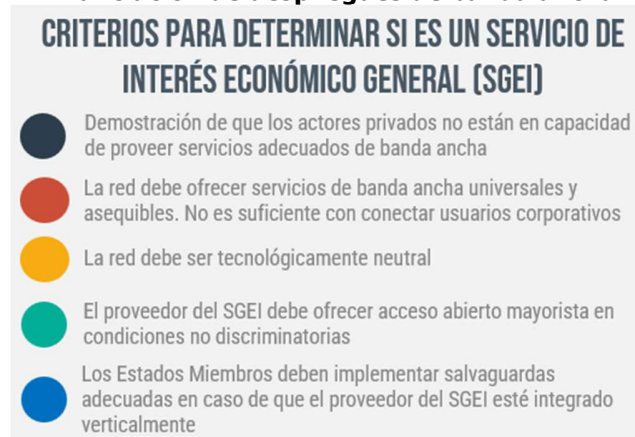 CRITERIOS PARA DETERMINAR SI ES UN SERVICIO DE
INTERÉS ECONÓMICO GENERAL (SGEI)
Demostración de que los actores privados no están en capacidad
de proveer servicios adecuados de banda ancha
La red debe ofrecer servicios de banda ancha universales y
asequibles. No es suficiente con conectar usuarios corporativos
La red debe ser tecnológicamente neutral
El proveedor del SGEI debe ofrecer acceso abierto mayorista en
condiciones no discriminatorias
Los Estados Miembros deben implementar salvaguardas
adecuadas en caso de que el proveedor del SGEI esté integrado
verticalmente